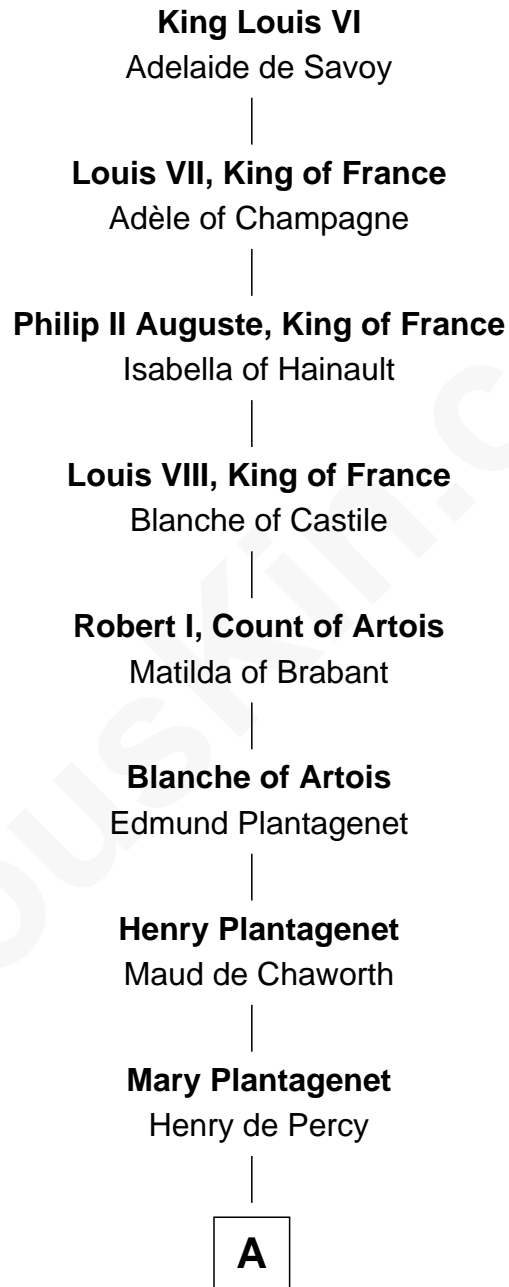 King Louis VI
Adelaide de Savoy
Louis VII, King of France
Adèle of Champagne
Philip II Auguste, King of France
Isabella of Hainault
Louis VIII, King of France
Blanche of Castile
Robert I, Count of Artois
Matilda of Brabant
Blanche of Artois
Edmund Plantagenet
Henry Plantagenet
Maud de Chaworth
Mary Plantagenet
Henry de Percy
A